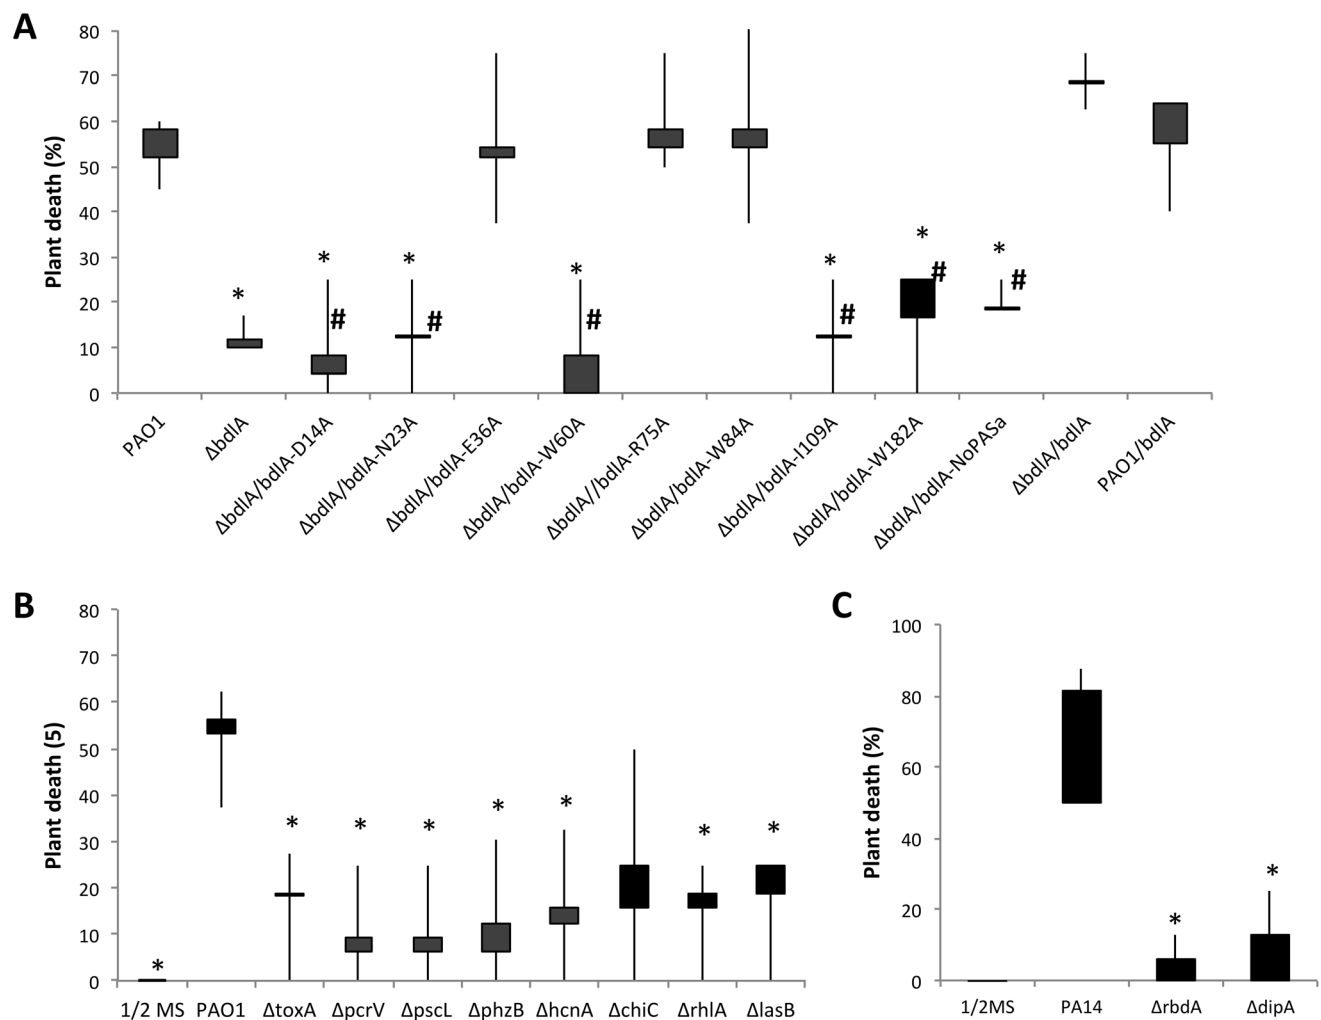 A
Plant death (%)
80
70
60
50
40
30
20
10
0
*
*
#
*
#
*
#
*
#
*
#
*
#
PAO1
ΔbdlA
ΔbdlA/bdlA-D14A
ΔbdlA/bdlA-N23A
ΔbdlA/bdlA-E36A
ΔbdlA/bdlA-W60A
ΔbdlA//bdlA-R75A
ΔbdlA/bdlA-W84A
ΔbdlA/bdlA-I109A
ΔbdlA/bdlA-W182A
ΔbdlA/bdlA-NoPASa
ΔbdlA/bdlA
PAO1/bdlA
B
Plant death (5)
80
70
60
50
40
30
20
10
0
*
*
*
*
*
*
*
*
1/2 MS
PAO1
ΔtoxA
ΔpcrV
ΔpscL
ΔphzB
ΔhcnA
ΔchiC
ΔrhlA
ΔlasB
C
Plant death (%)
100
80
60
40
20
0
*
*
1/2MS
PA14
ΔrbdA
ΔdipA